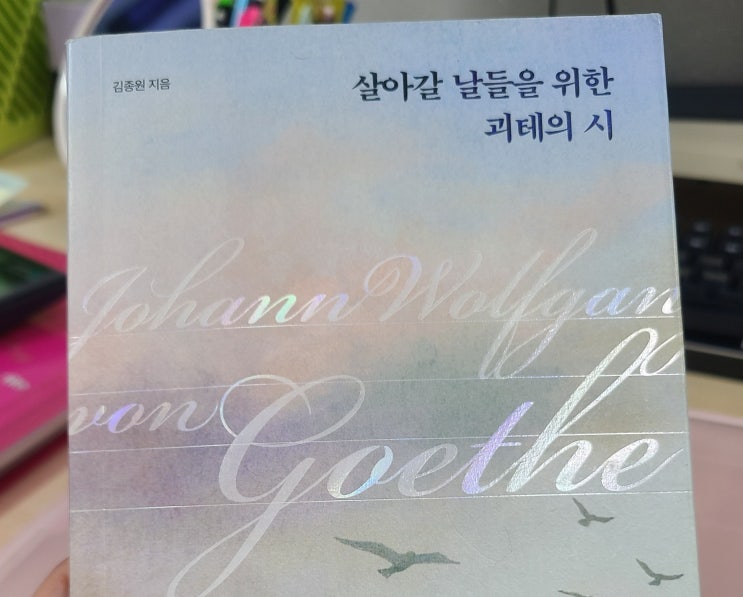 김종원 지음
살아갈 날들을 위한
괴테의 시
Johann Wolfgan
von
Goethe